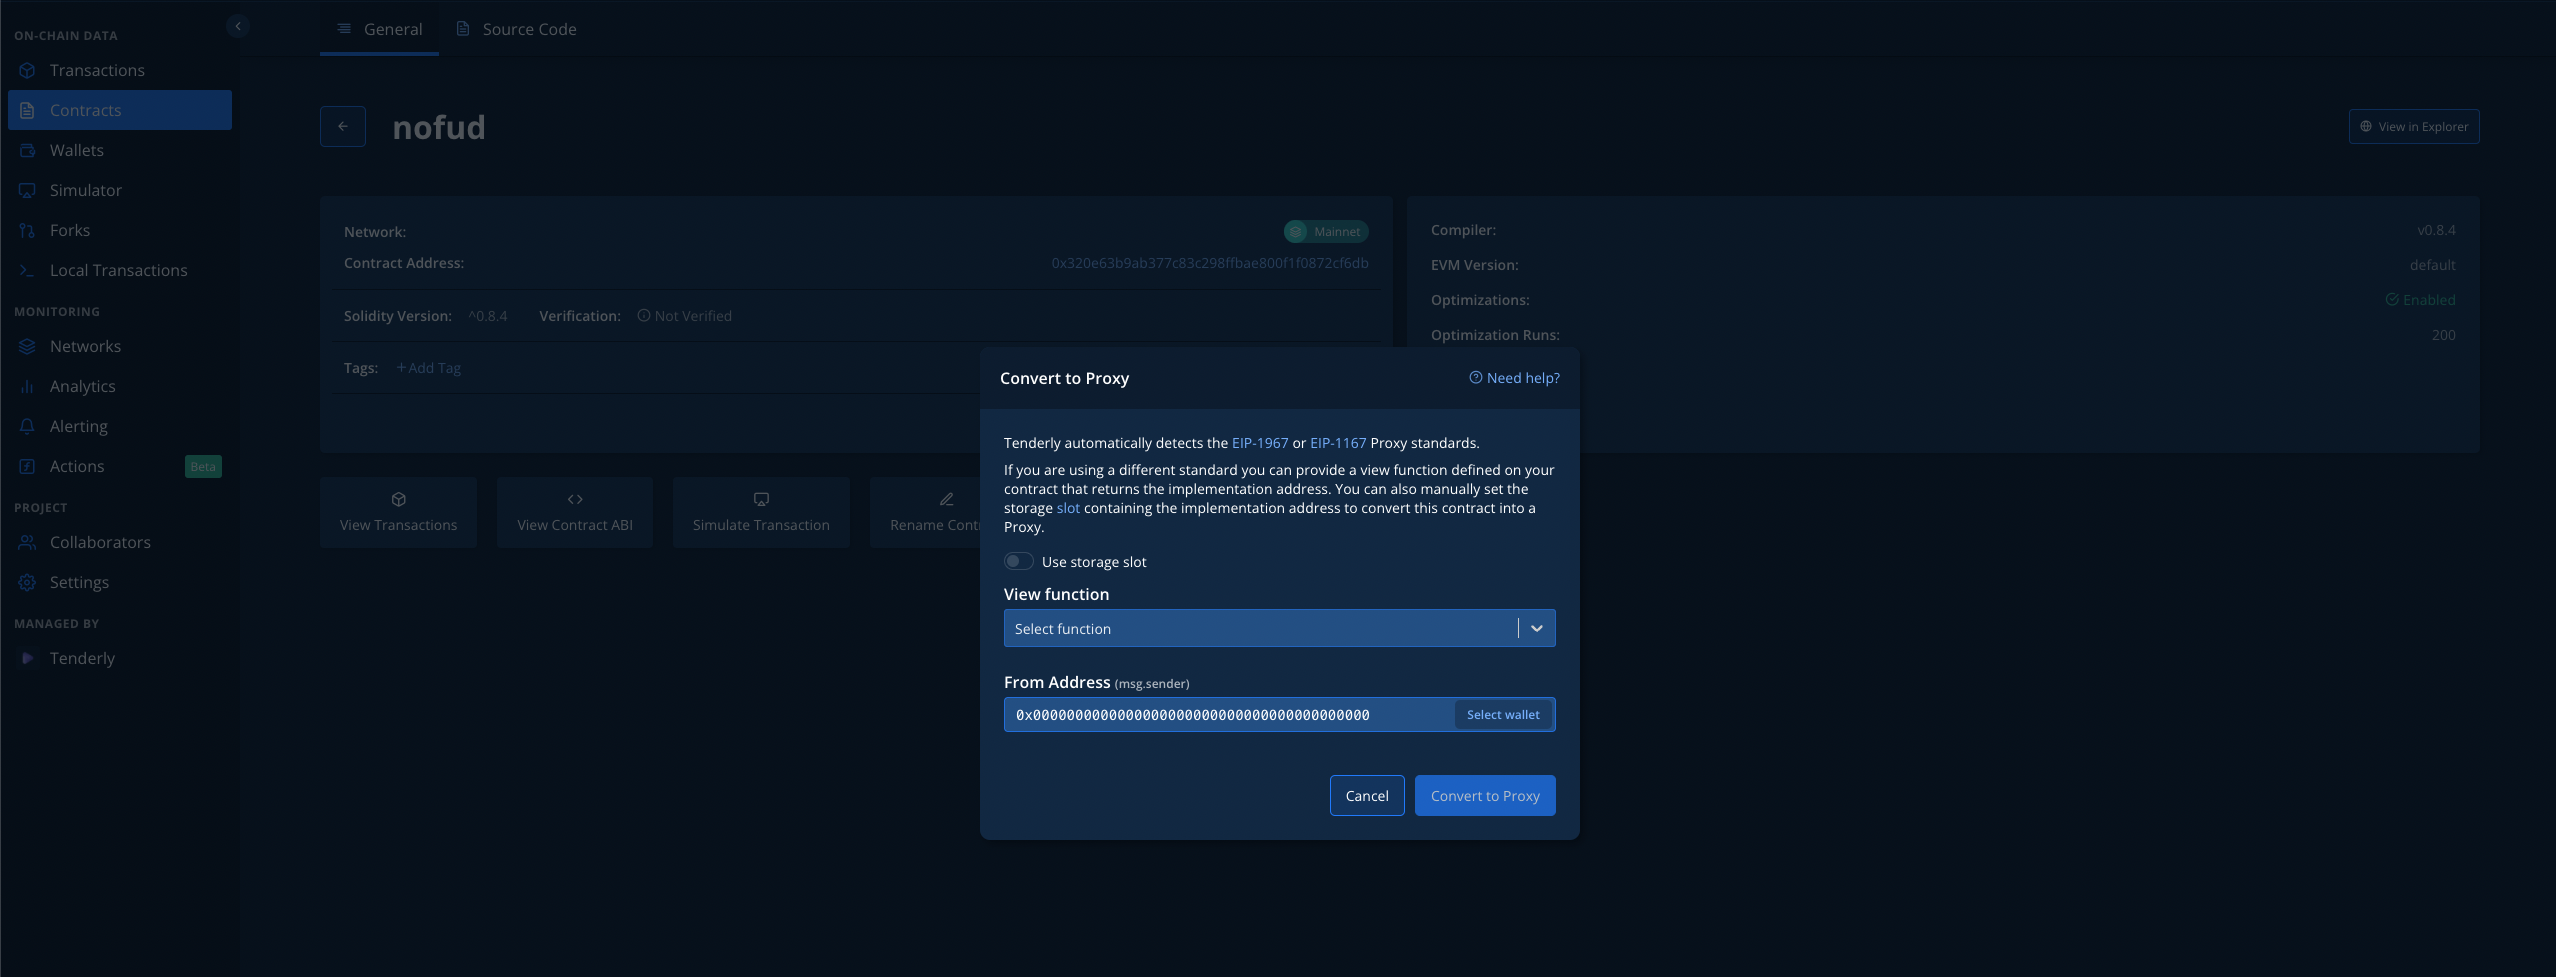 ON-CHAIN DATA
Transactions
Contracts
Wallets
Simulator
Forks
Local Transactions
MONITORING
Networks
Analytics
Alerting
Actions
Beta
PROJECT
Collaborators
Settings
MANAGED BY
Tenderly
General
Source Code
nofud
View in Explorer
Network:
Mainnet
Contract Address:
0x320e63b9ab377c83c298ffbae800f1f0872cf6db
Solidity Version: ^0.8.4 Verification: Not Verified
Tags: +Add Tag
Compiler: v0.8.4
EVM Version: default
Optimizations: Enabled
Optimization Runs: 200
View Transactions
View Contract ABI
Simulate Transaction
Rename Cont
Convert to Proxy
Need help?
Tenderly automatically detects the EIP-1967 or EIP-1167 Proxy standards.
If you are using a different standard you can provide a view function defined on your
contract that returns the implementation address. You can also manually set the
storage slot containing the implementation address to convert this contract into a
Proxy.
Use storage slot
View function
Select function
From Address (msg.sender)
0x0000000000000000000000000000000000000000
Select wallet
Cancel
Convert to Proxy